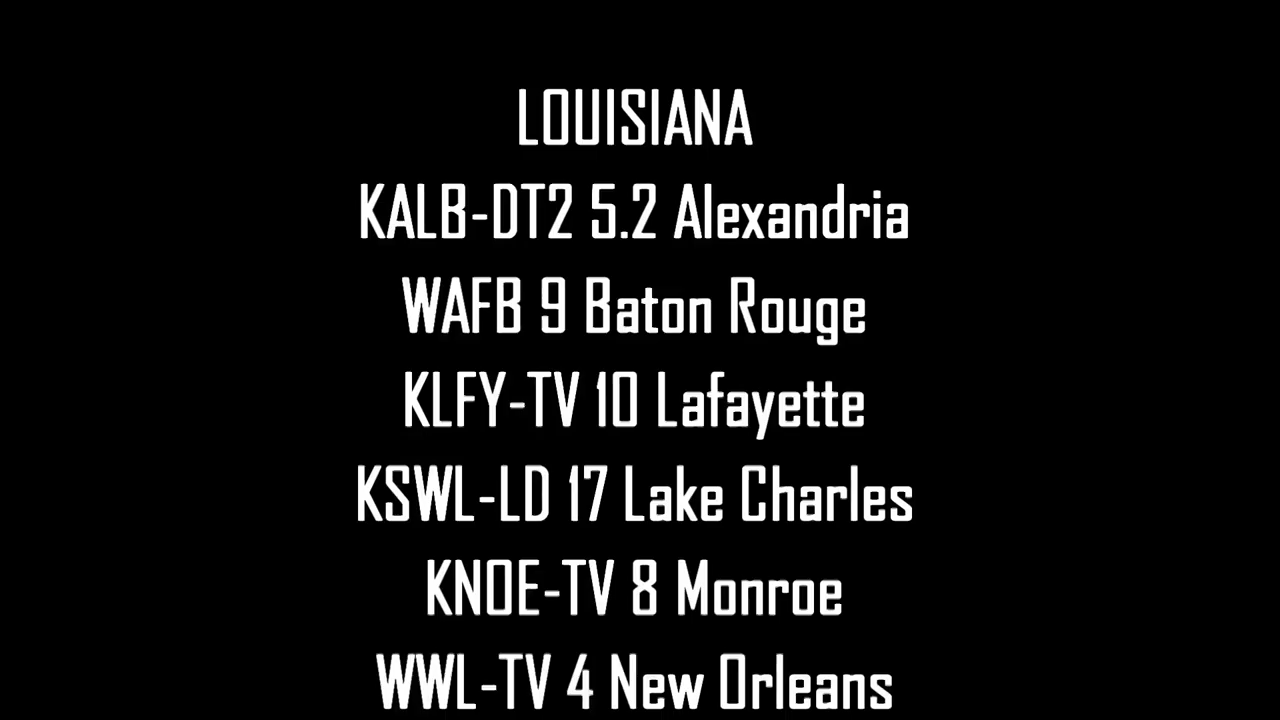 LOUISIANA
KALB-DT2 5.2 Alexandria
WAFB 9 Baton Rouge
KLFY-TV 10 Lafayette
KSWL-LD 17 Lake Charles
KNOE-TV 8 Monroe
WWL-TV 4 New Orleans